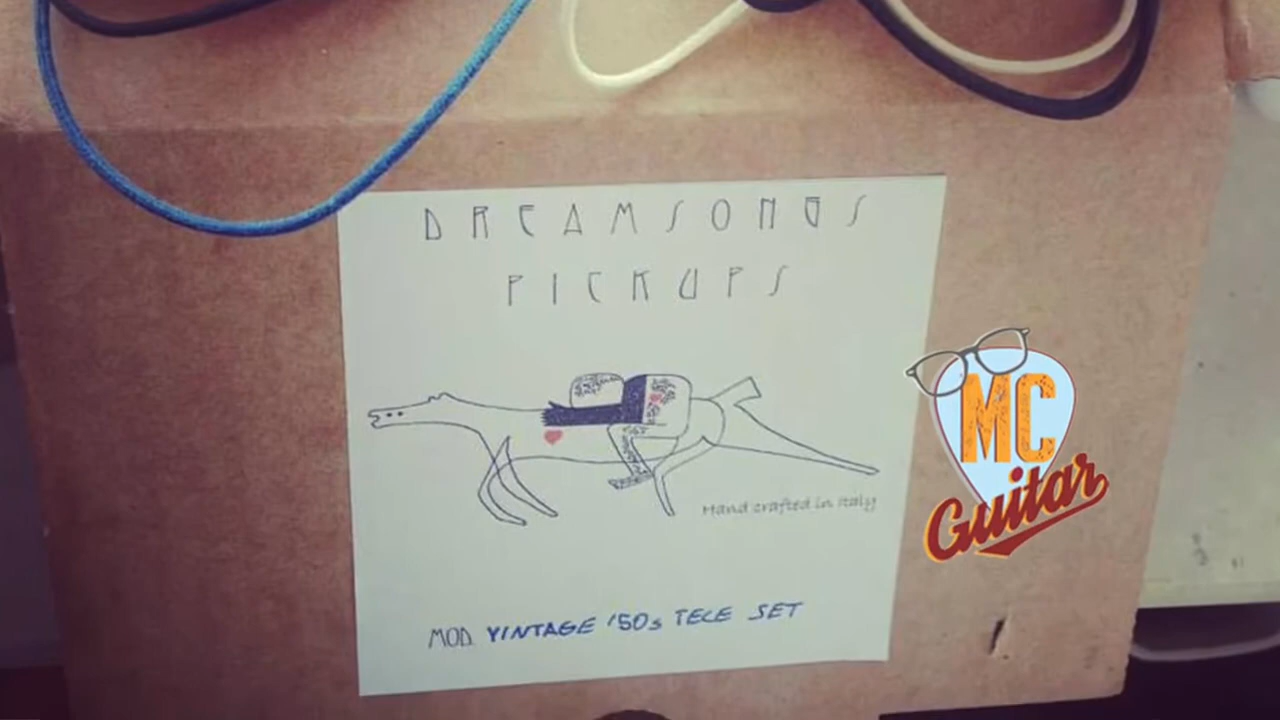 DREAMSONGS
PICKUPS
Hand crafted in Italy
MOD. VINTAGE '50s TELE SET
MC
Guitar